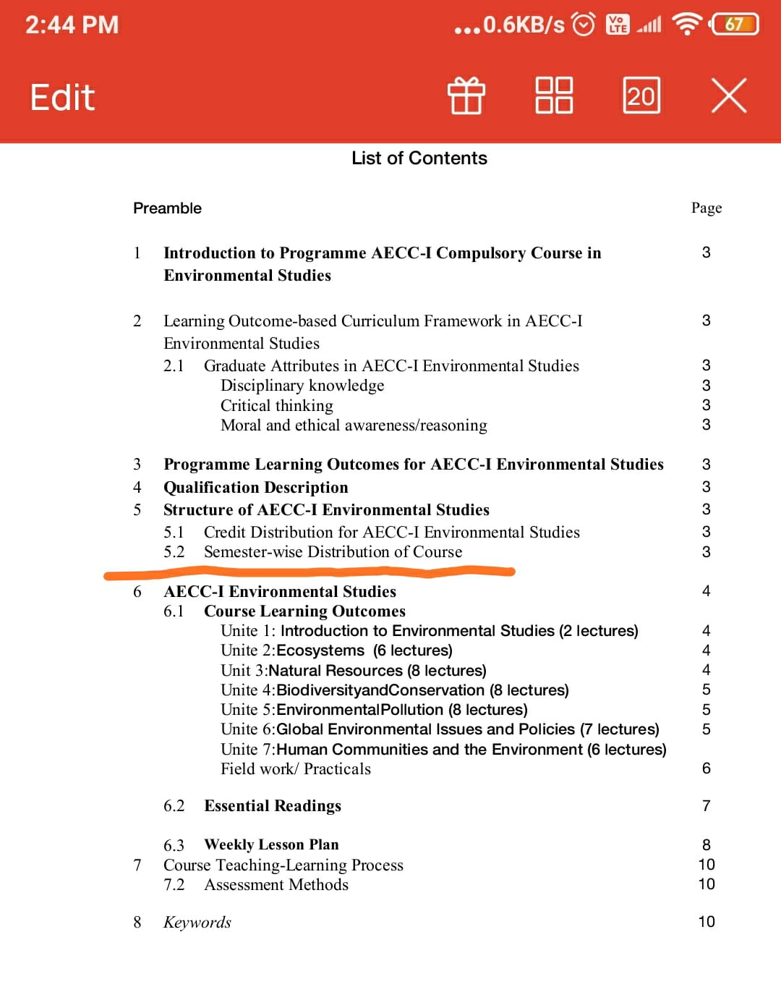 2:44 PM ...0.6KB/s Vo LTE 67
Edit 20
List of Contents
Preamble Page
1 Introduction to Programme AECC-I Compulsory Course in 3
Environmental Studies
2 Learning Outcome-based Curriculum Framework in AECC-I 3
Environmental Studies
2.1 Graduate Attributes in AECC-I Environmental Studies 3
Disciplinary knowledge 3
Critical thinking 3
Moral and ethical awareness/reasoning 3
3 Programme Learning Outcomes for AECC-I Environmental Studies 3
4 Qualification Description 3
5 Structure of AECC-I Environmental Studies 3
5.1 Credit Distribution for AECC-I Environmental Studies 3
5.2 Semester-wise Distribution of Course 3
6 AECC-I Environmental Studies 4
6.1 Course Learning Outcomes
Unite 1: Introduction to Environmental Studies (2 lectures) 4
Unite 2:Ecosystems (6 lectures) 4
Unit 3:Natural Resources (8 lectures) 4
Unite 4:BiodiversityandConservation (8 lectures) 5
Unite 5:EnvironmentalPollution (8 lectures) 5
Unite 6:Global Environmental Issues and Policies (7 lectures) 5
Unite 7:Human Communities and the Environment (6 lectures)
Field work/ Practicals 6
6.2 Essential Readings 7
6.3 Weekly Lesson Plan 8
7 Course Teaching-Learning Process 10
7.2 Assessment Methods 10
8 Keywords 10